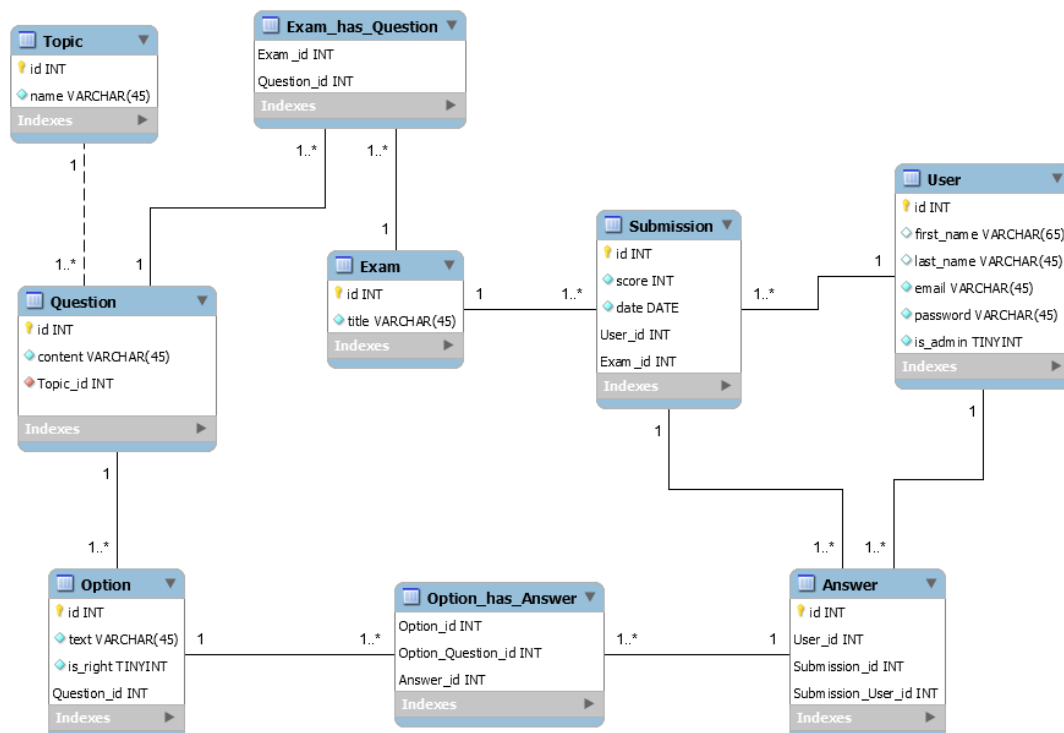 Topic
id INT
name VARCHAR(45)
Indexes
Exam_has_Question
Exam_id INT
Question_id INT
Indexes
1
1..*
1..*
1..*
1
1
Exam
id INT
title VARCHAR(45)
Indexes
1
1..*
Submission
id INT
score INT
date DATE
User_id INT
Exam_id INT
Indexes
1..*
1
User
id INT
first_name VARCHAR(65)
last_name VARCHAR(45)
email VARCHAR(45)
password VARCHAR(45)
is_admin TINYINT
Indexes
Question
id INT
content VARCHAR(45)
Topic_id INT
Indexes
1
1..*
1
1
1..*
1..*
Option
id INT
text VARCHAR(45)
is_right TINYINT
Question_id INT
Indexes
1
1..*
Option_has_Answer
Option_id INT
Option_Question_id INT
Answer_id INT
Indexes
1..*
1
Answer
id INT
User_id INT
Submission_id INT
Submission_User_id INT
Indexes